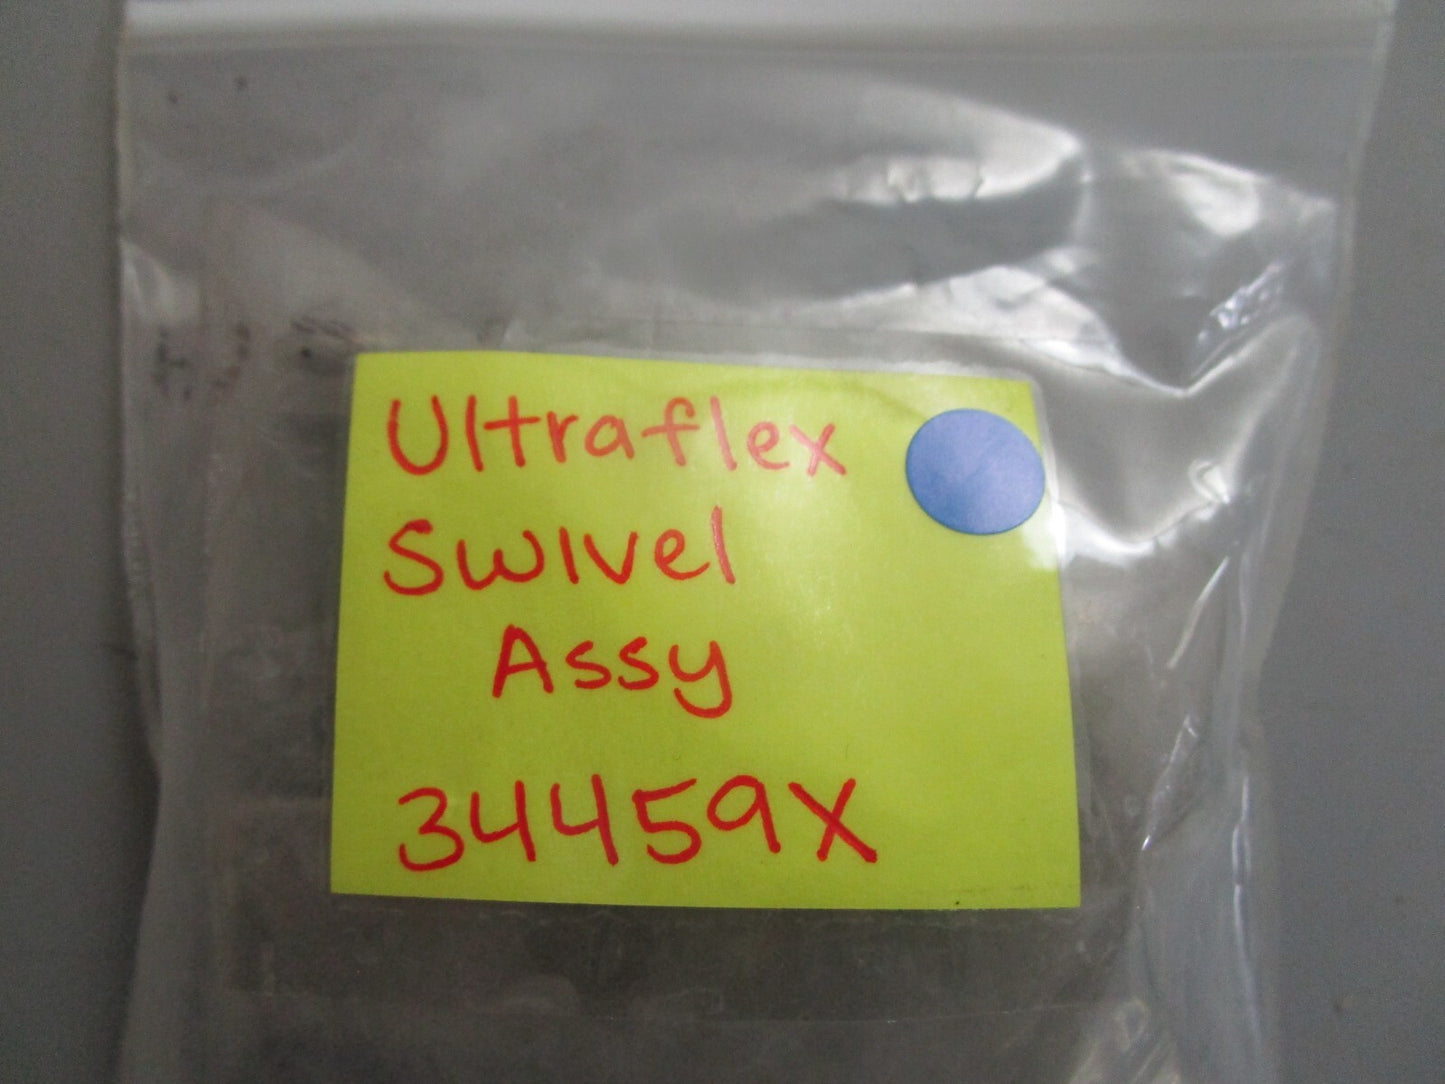 Ultraflex
Swivel
Assy
34459X